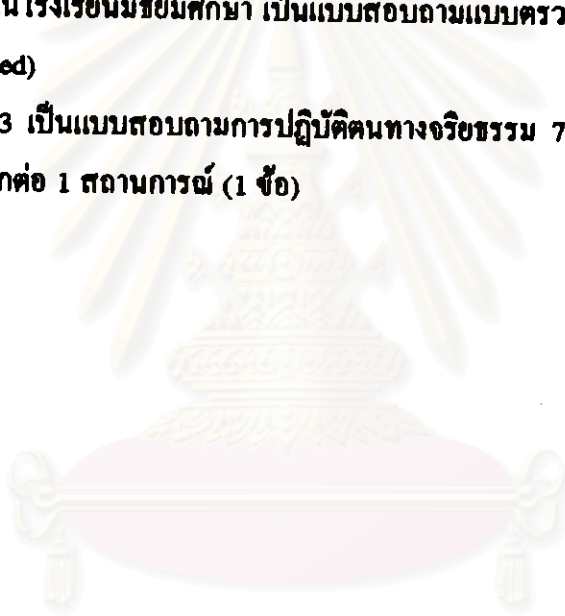 นโรงเรียนมัธยมศึกษา เป็นแบบสอบถามแบบตรว
ed)
3 เป็นแบบสอบถามการปฏิบัติตนทางจริยธรรม 7
กต่อ 1 สถานการณ์ (1 ข้อ)